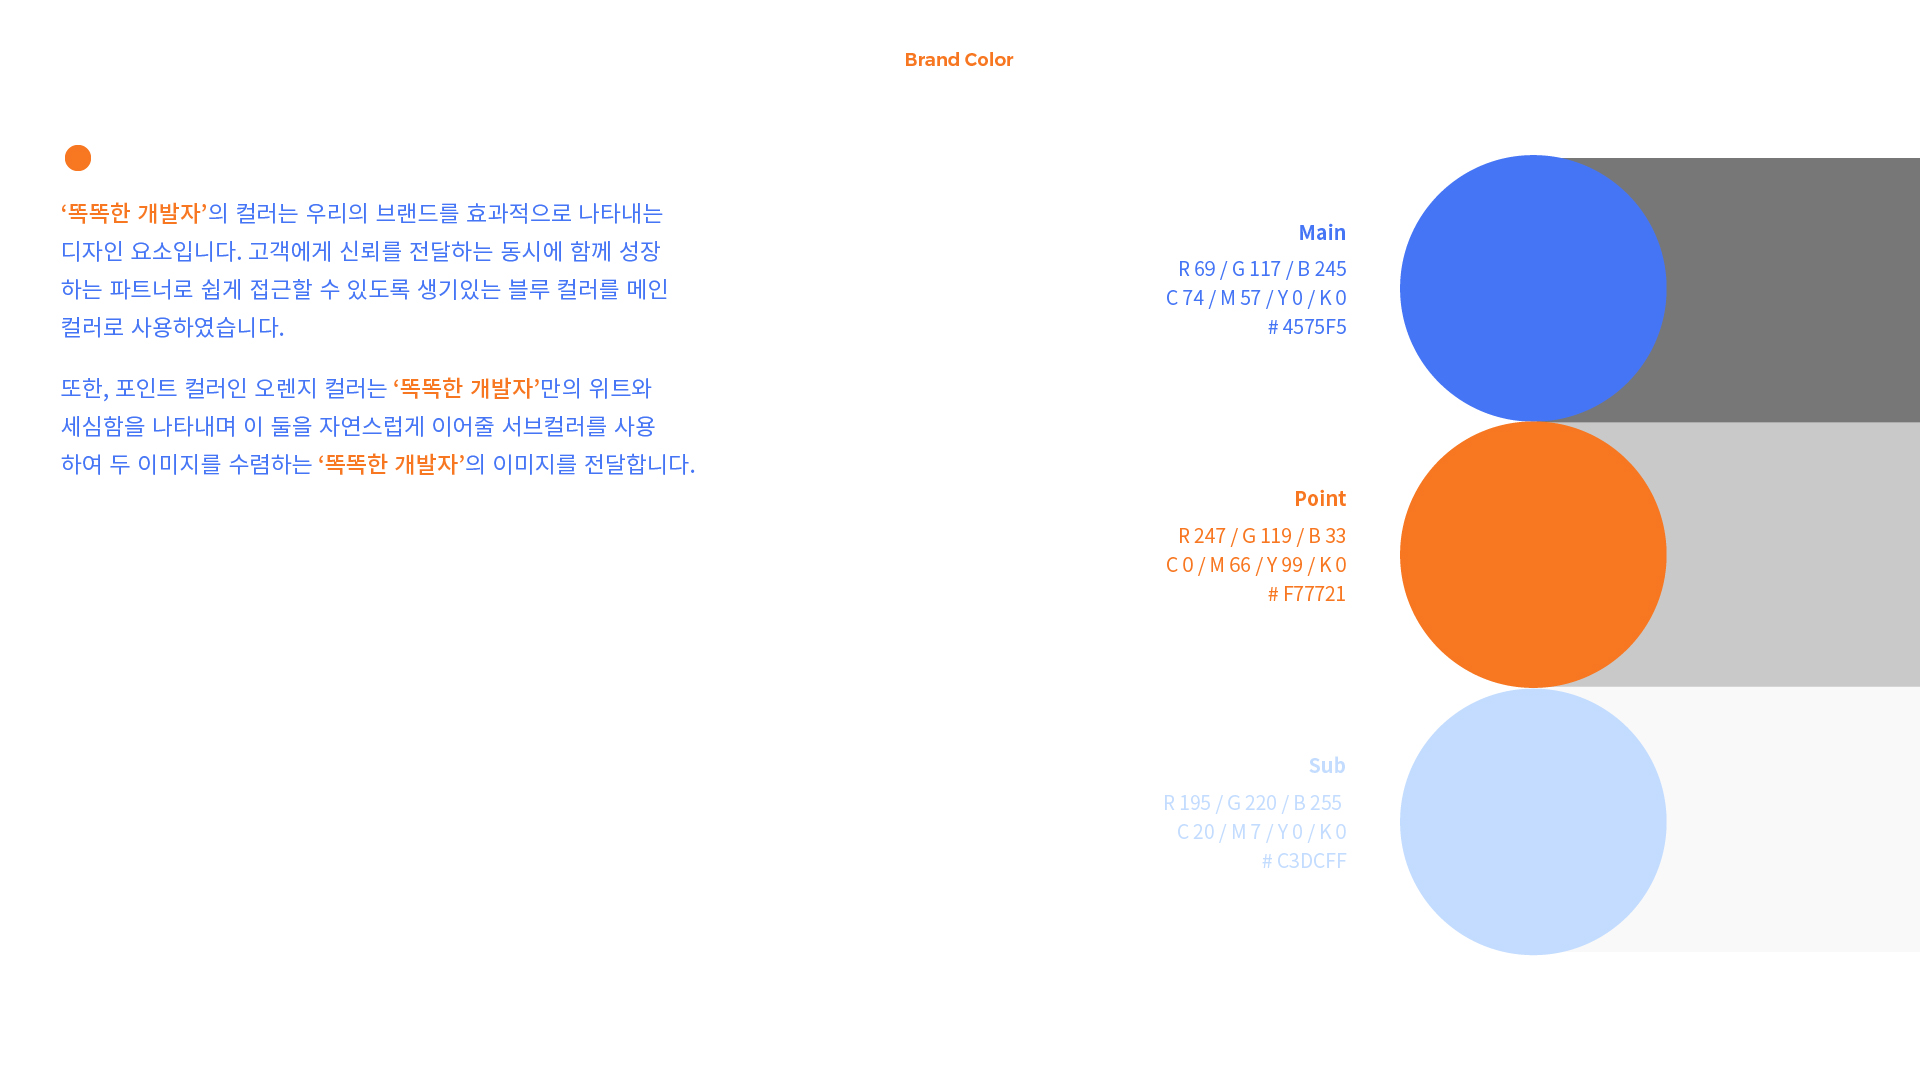 Brand Color
‘똑똑한 개발자’의 컬러는 우리의 브랜드를 효과적으로 나타내는
디자인 요소입니다. 고객에게 신뢰를 전달하는 동시에 함께 성장
하는 파트너로 쉽게 접근할 수 있도록 생기있는 블루 컬러를 메인
컬러로 사용하였습니다.
또한, 포인트 컬러인 오렌지 컬러는 ‘똑똑한 개발자’만의 위트와
세심함을 나타내며 이 둘을 자연스럽게 이어줄 서브컬러를 사용
하여 두 이미지를 수렴하는 ‘똑똑한 개발자’의 이미지를 전달합니다.
Main
R 69 / G 117 / B 245
C 74 / M 57 / Y 0 / K 0
# 4575F5
Point
R 247 / G 119 / B 33
C 0 / M 66 / Y 99 / K 0
# F77721
Sub
R 195 / G 220 / B 255
C 20 / M 7 / Y 0 / K 0
# C3DCFF